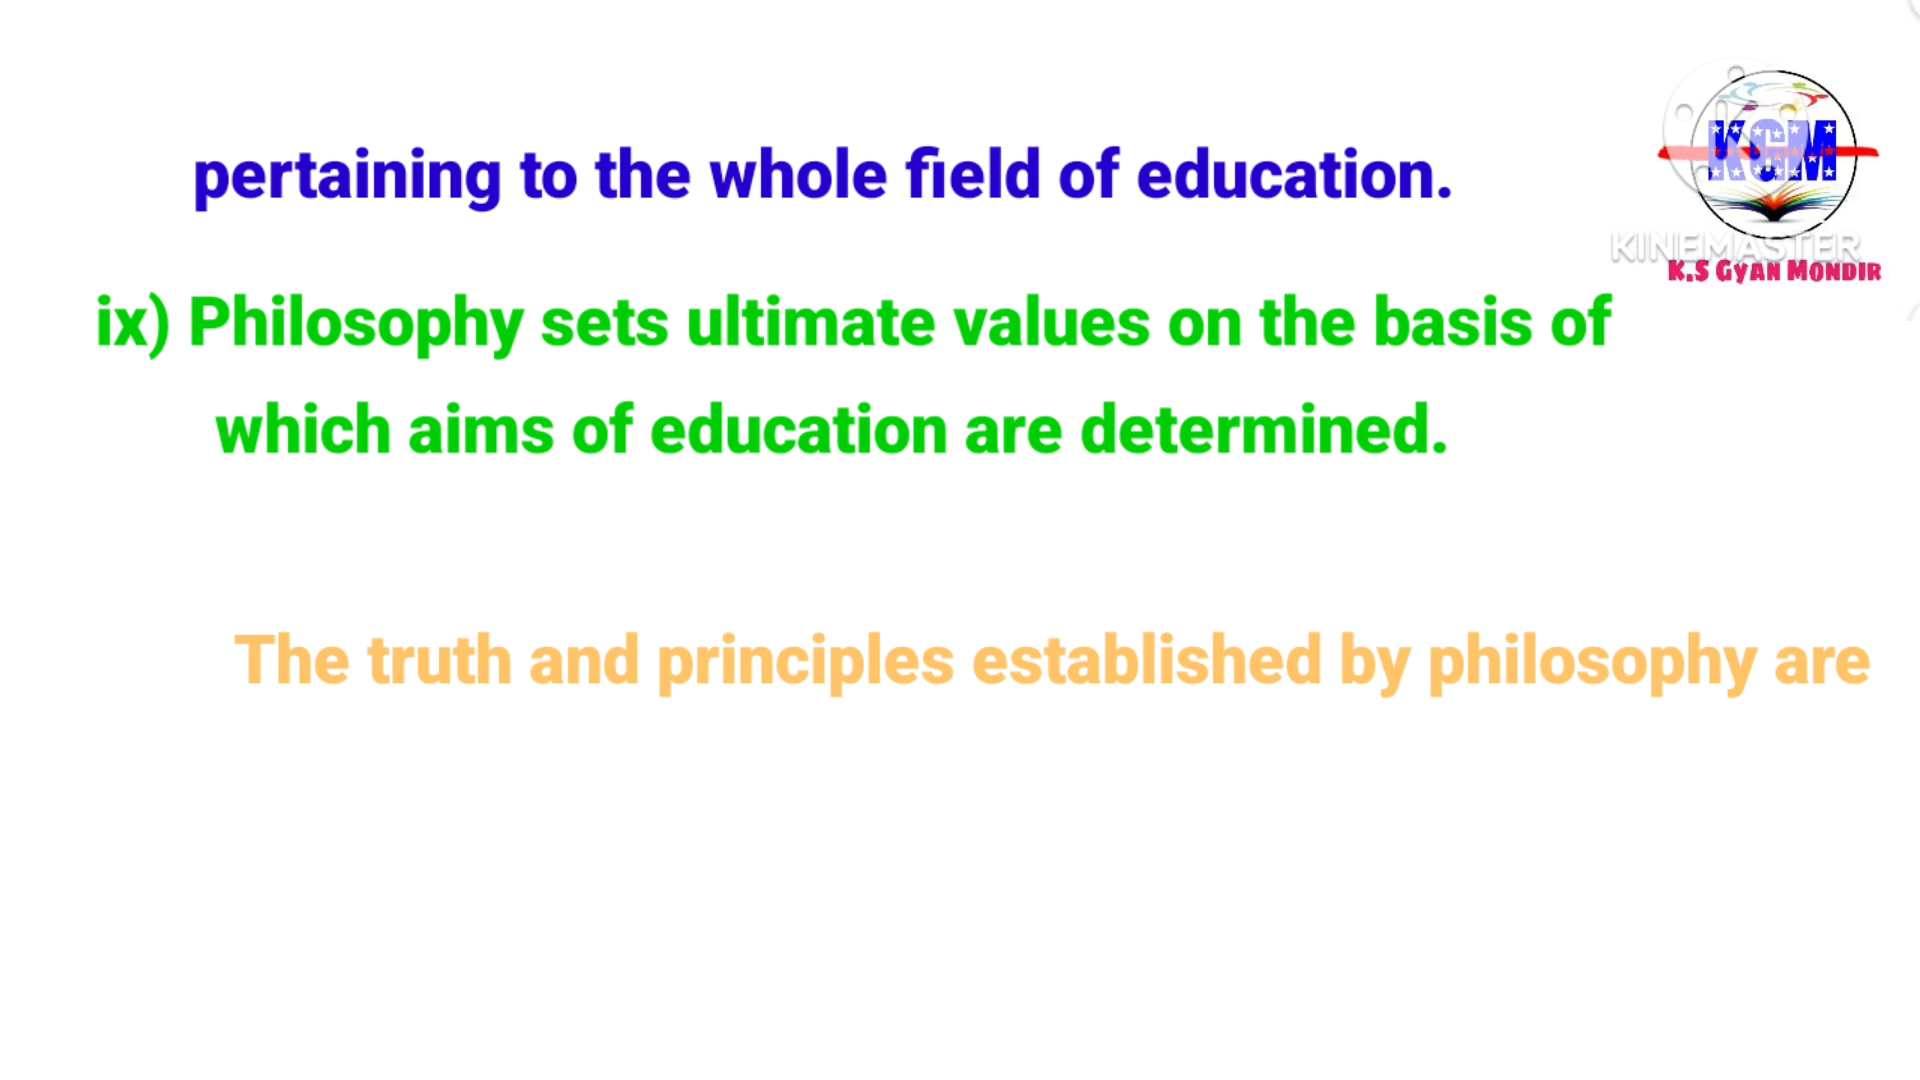 pertaining to the whole field of education.
KGM
KINEMASTER
K.S GYAN MONDIR
ix) Philosophy sets ultimate values on the basis of
which aims of education are determined.
The truth and principles established by philosophy are